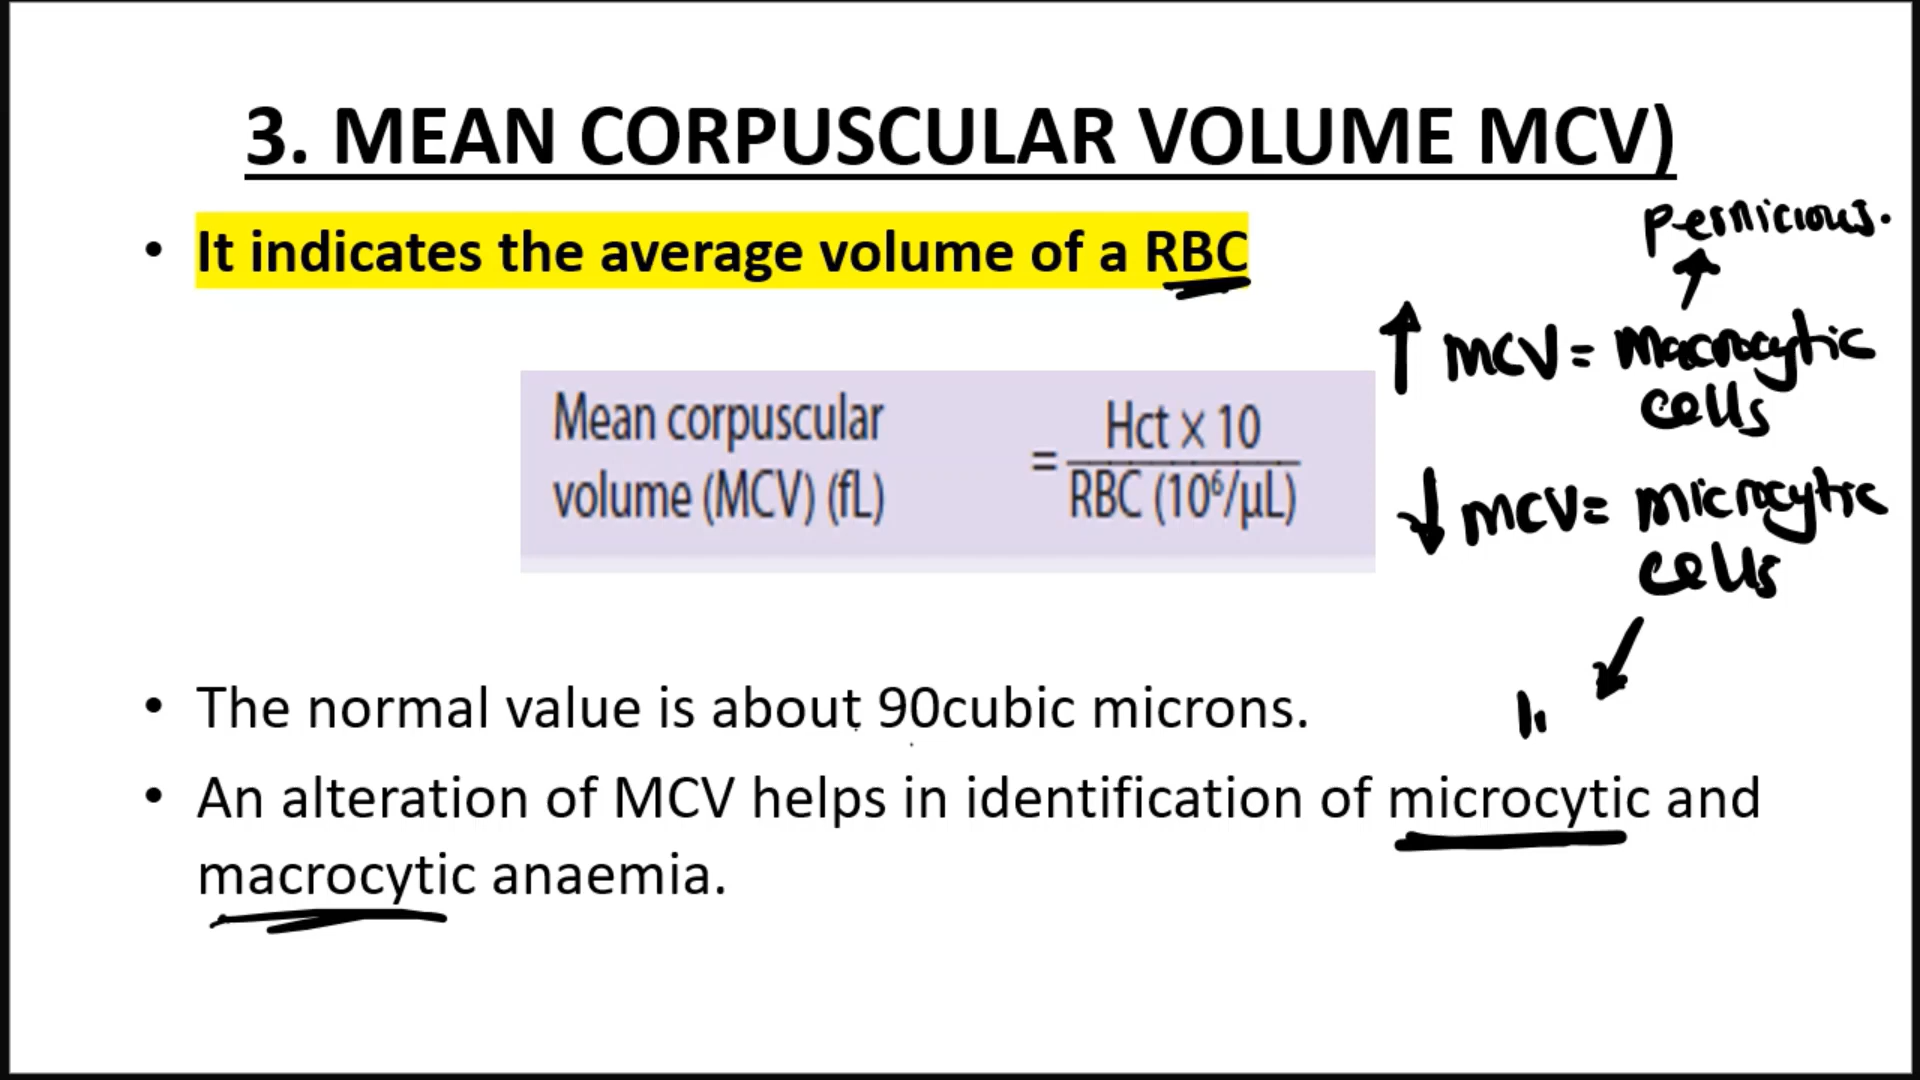 3. MEAN CORPUSCULAR VOLUME MCV)
• It indicates the average volume of a RBC
Mean corpuscular
volume (MCV) (fL)
= Hct x 10
RBC (10⁶/µL)
pernicious.
↑ MCV = Macrocytic
cells
↓ MCV = microcytic
cells
• The normal value is about 90cubic microns.
• An alteration of MCV helps in identification of microcytic and
macrocytic anaemia.